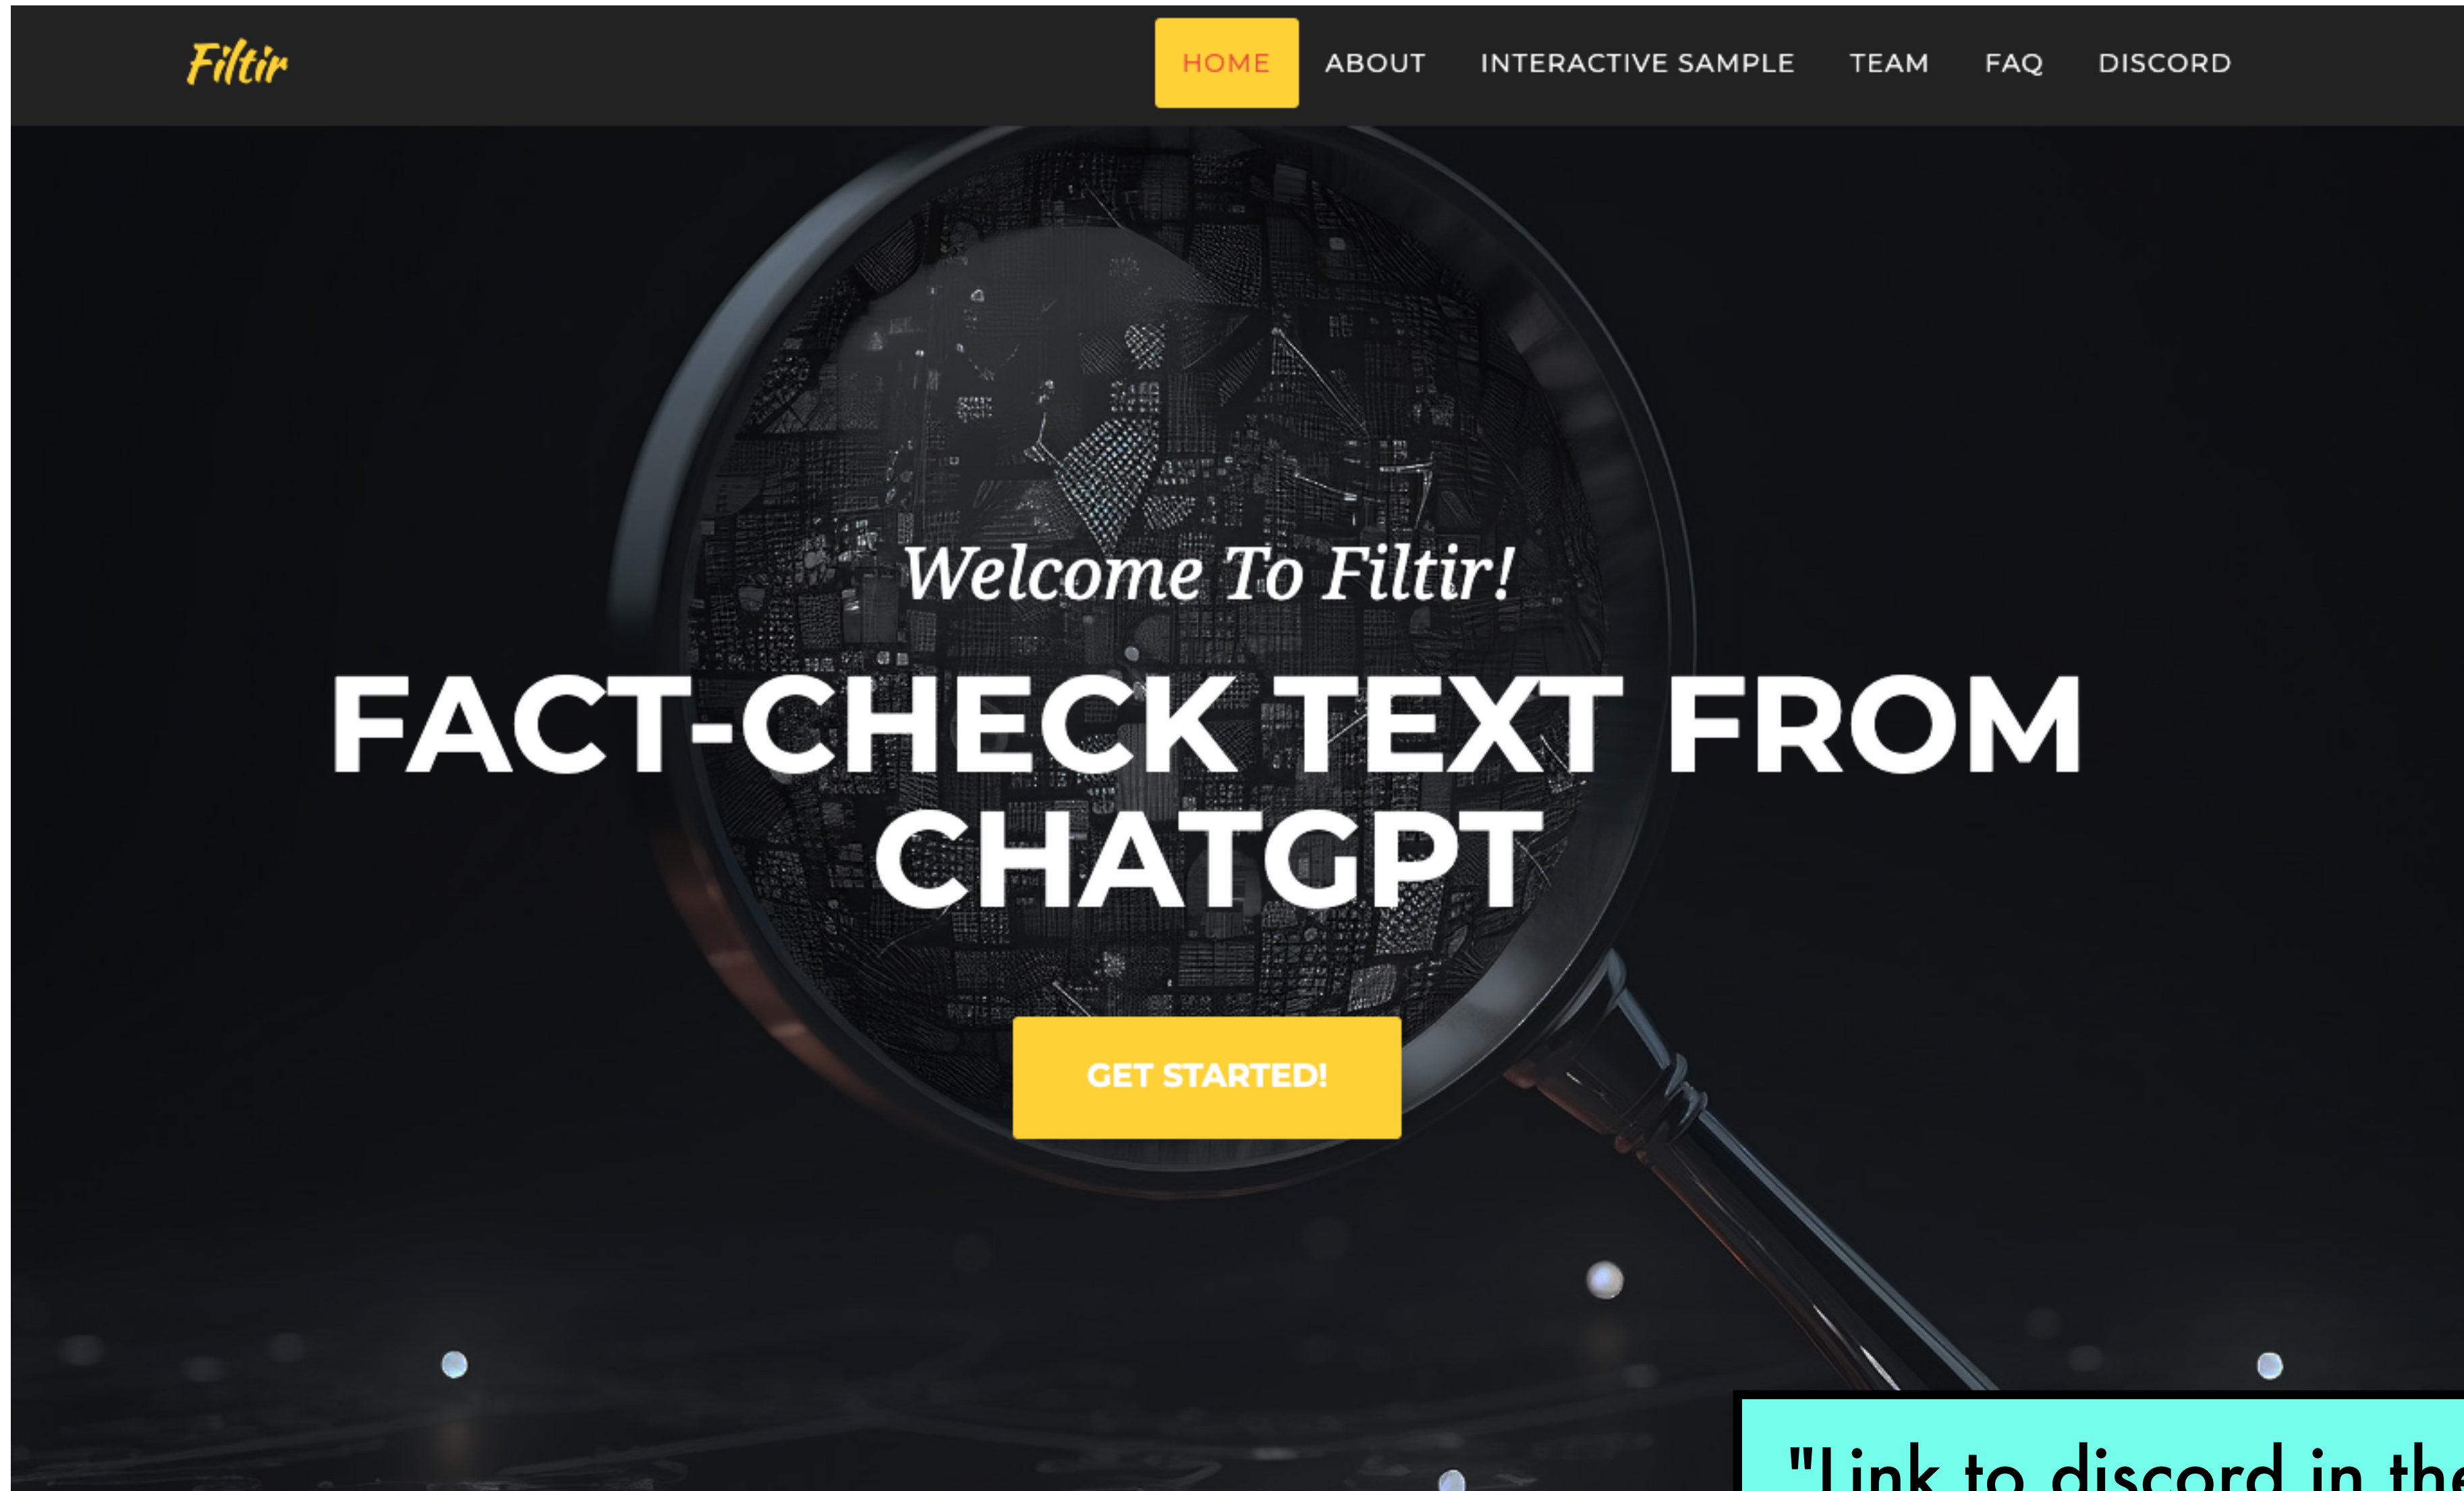 Filtir
HOME ABOUT INTERACTIVE SAMPLE TEAM FAQ DISCORD
Welcome To Filtir!
FACT-CHECK TEXT FROM
CHATGPT
GET STARTED!
"Link to discord in the